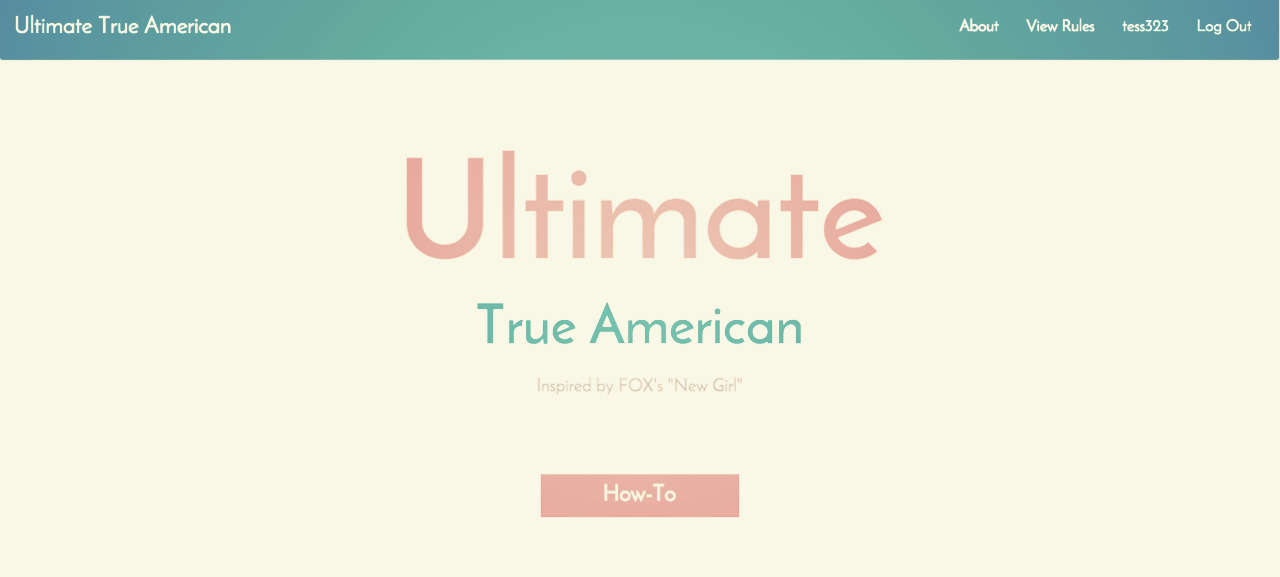 Ultimate True American About View Rules tess323 Log Out
Ultimate
True American
Inspired by FOX's "New Girl"
How-To